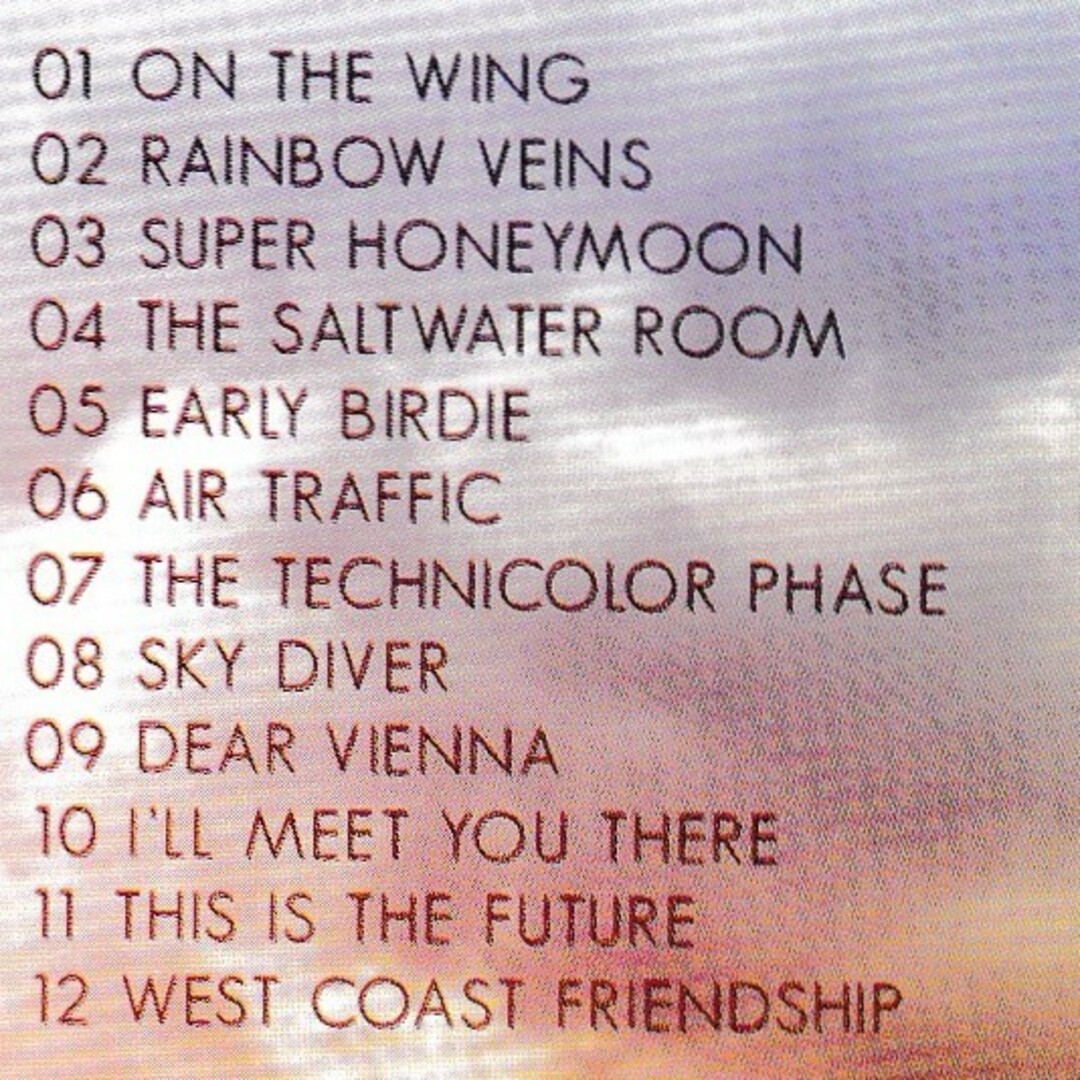 01 ON THE WING
02 RAINBOW VEINS
03 SUPER HONEYMOON
04 THE SALTWATER ROOM
05 EARLY BIRDIE
06 AIR TRAFFIC
07 THE TECHNICOLOR PHASE
08 SKY DIVER
09 DEAR VIENNA
10 I'LL MEET YOU THERE
11 THIS IS THE FUTURE
12 WEST COAST FRIENDSHIP